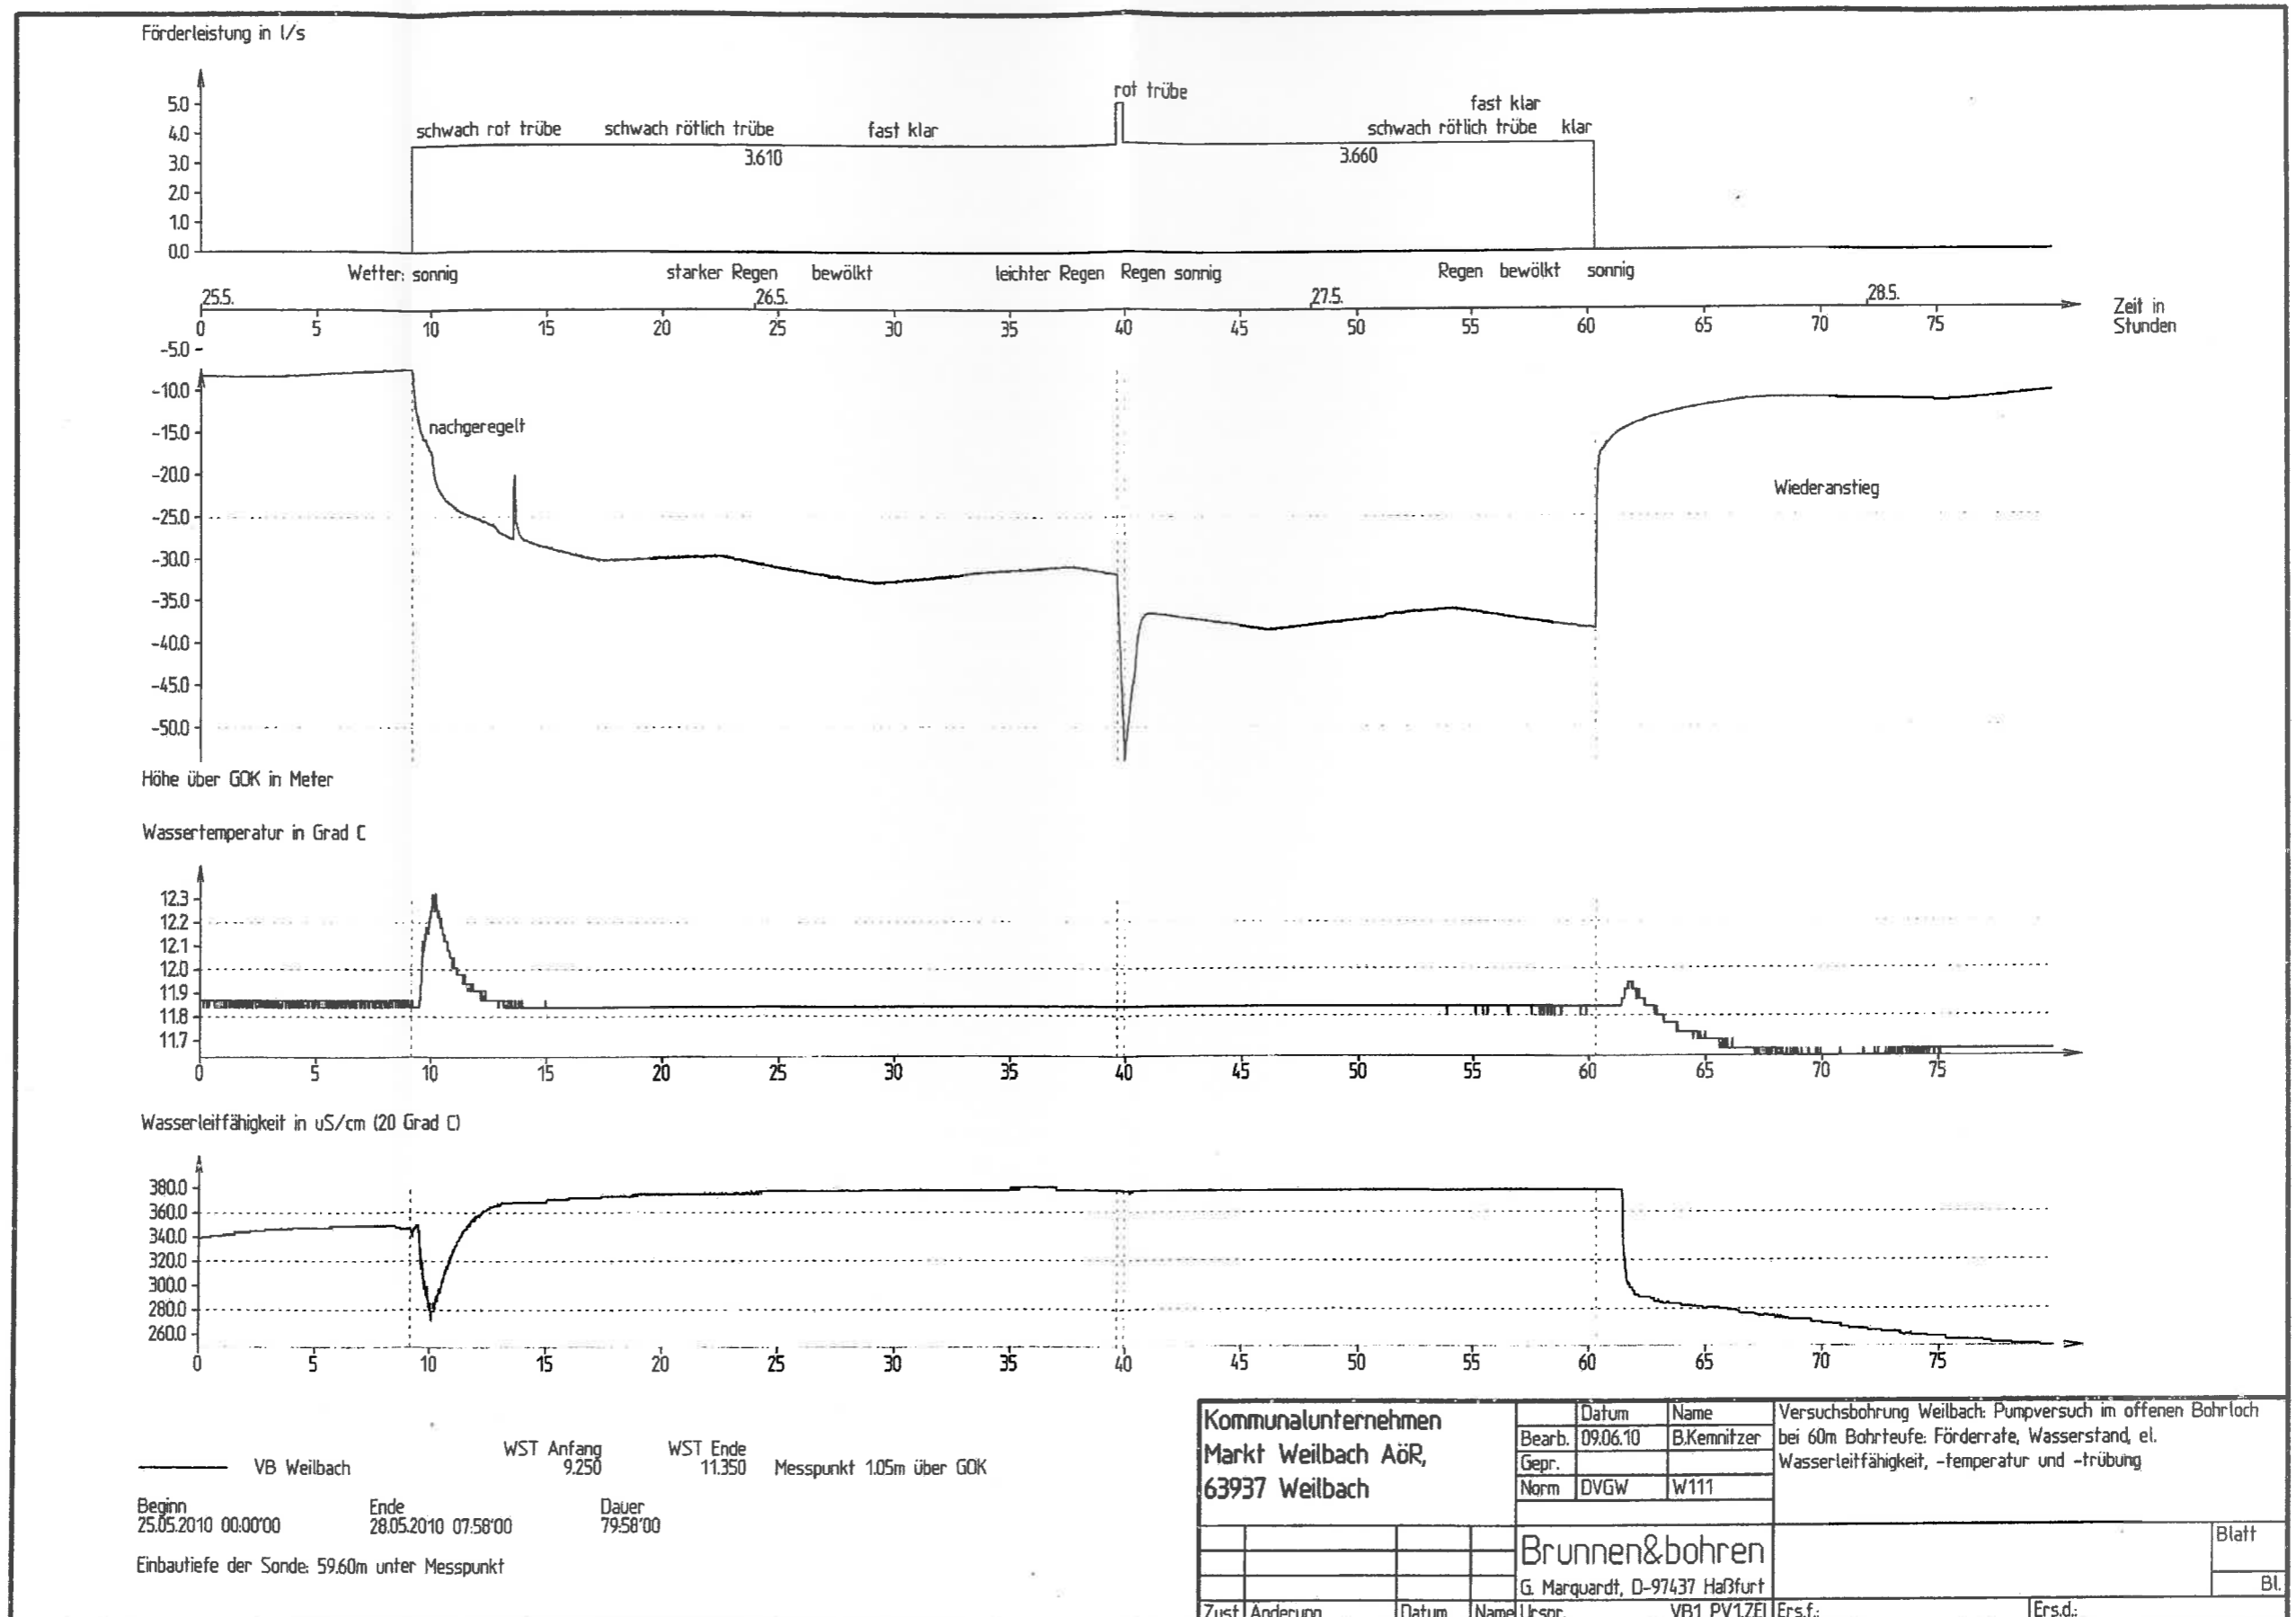 Förderleistung in l/s
5.0
4.0
3.0
2.0
1.0
0.0
rot trübe
fast klar
schwach rot trübe schwach rötlich trübe fast klar schwach rötlich trübe klar
3.610 3.660
Wetter: sonnig starker Regen bewölkt leichter Regen Regen sonnig Regen bewölkt sonnig
25.5. 26.5. 27.5. 28.5.
0 5 10 15 20 25 30 35 40 45 50 55 60 65 70 75
Zeit in
Stunden
-5.0
-10.0
-15.0
-20.0
-25.0
-30.0
-35.0
-40.0
-45.0
-50.0
nachgeregelt
Wiederanstieg
Höhe über GOK in Meter
Wassertemperatur in Grad C
12.3
12.2
12.1
12.0
11.9
11.8
11.7
0 5 10 15 20 25 30 35 40 45 50 55 60 65 70 75
Wasserleitfähigkeit in uS/cm (20 Grad C)
380.0
360.0
340.0
320.0
300.0
280.0
260.0
0 5 10 15 20 25 30 35 40 45 50 55 60 65 70 75
WST Anfang WST Ende
VB Weilbach 9.250 11.350 Messpunkt 1.05m über GOK
Beginn Ende Dauer
25.05.2010 00:00'00 28.05.2010 07:58'00 79:58'00
Einbautiefe der Sonde: 59.60m unter Messpunkt
Kommunalunternehmen
Markt Weilbach AöR,
63937 Weilbach
Datum Name
Bearb. 09.06.10 B.Kemnitzer
Gepr.
Norm DVGW W111
Versuchsbohrung Weilbach: Pumpversuch im offenen Bohrloch
bei 60m Bohrteufe: Förderrate, Wasserstand, el.
Wasserleitfähigkeit, -temperatur und -trübung
Brunnen&bohren
G. Marquardt, D-97437 Haßfurt
Blatt
Bl.
Zust Änderung Datum Name Urspr. VB1_PV1.ZEI Ers.f.: Ers.d.: